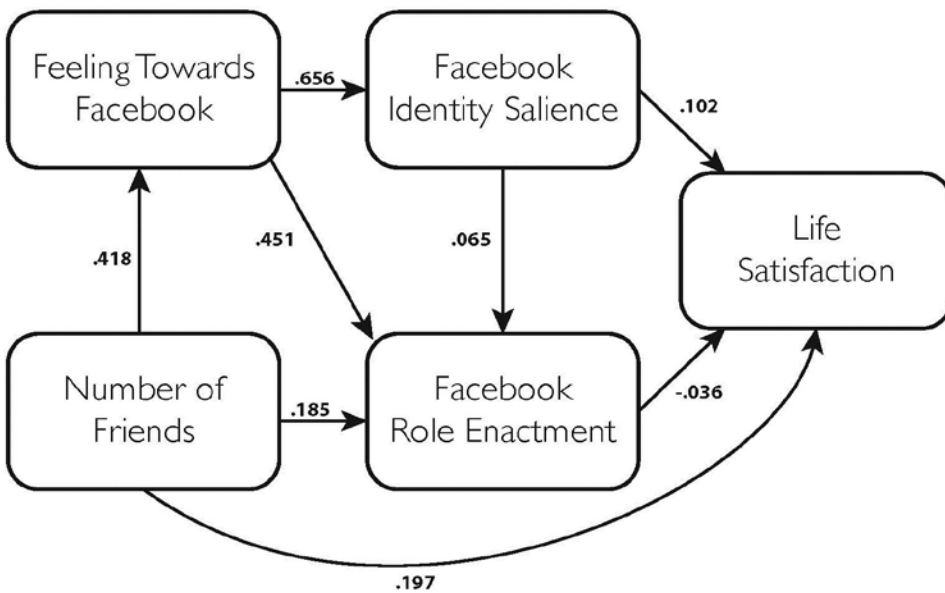 Feeling Towards
Facebook
.656
Facebook
Identity Salience
.102
.418
.451
.065
Life
Satisfaction
Number of
Friends
.185
Facebook
Role Enactment
-.036
.197